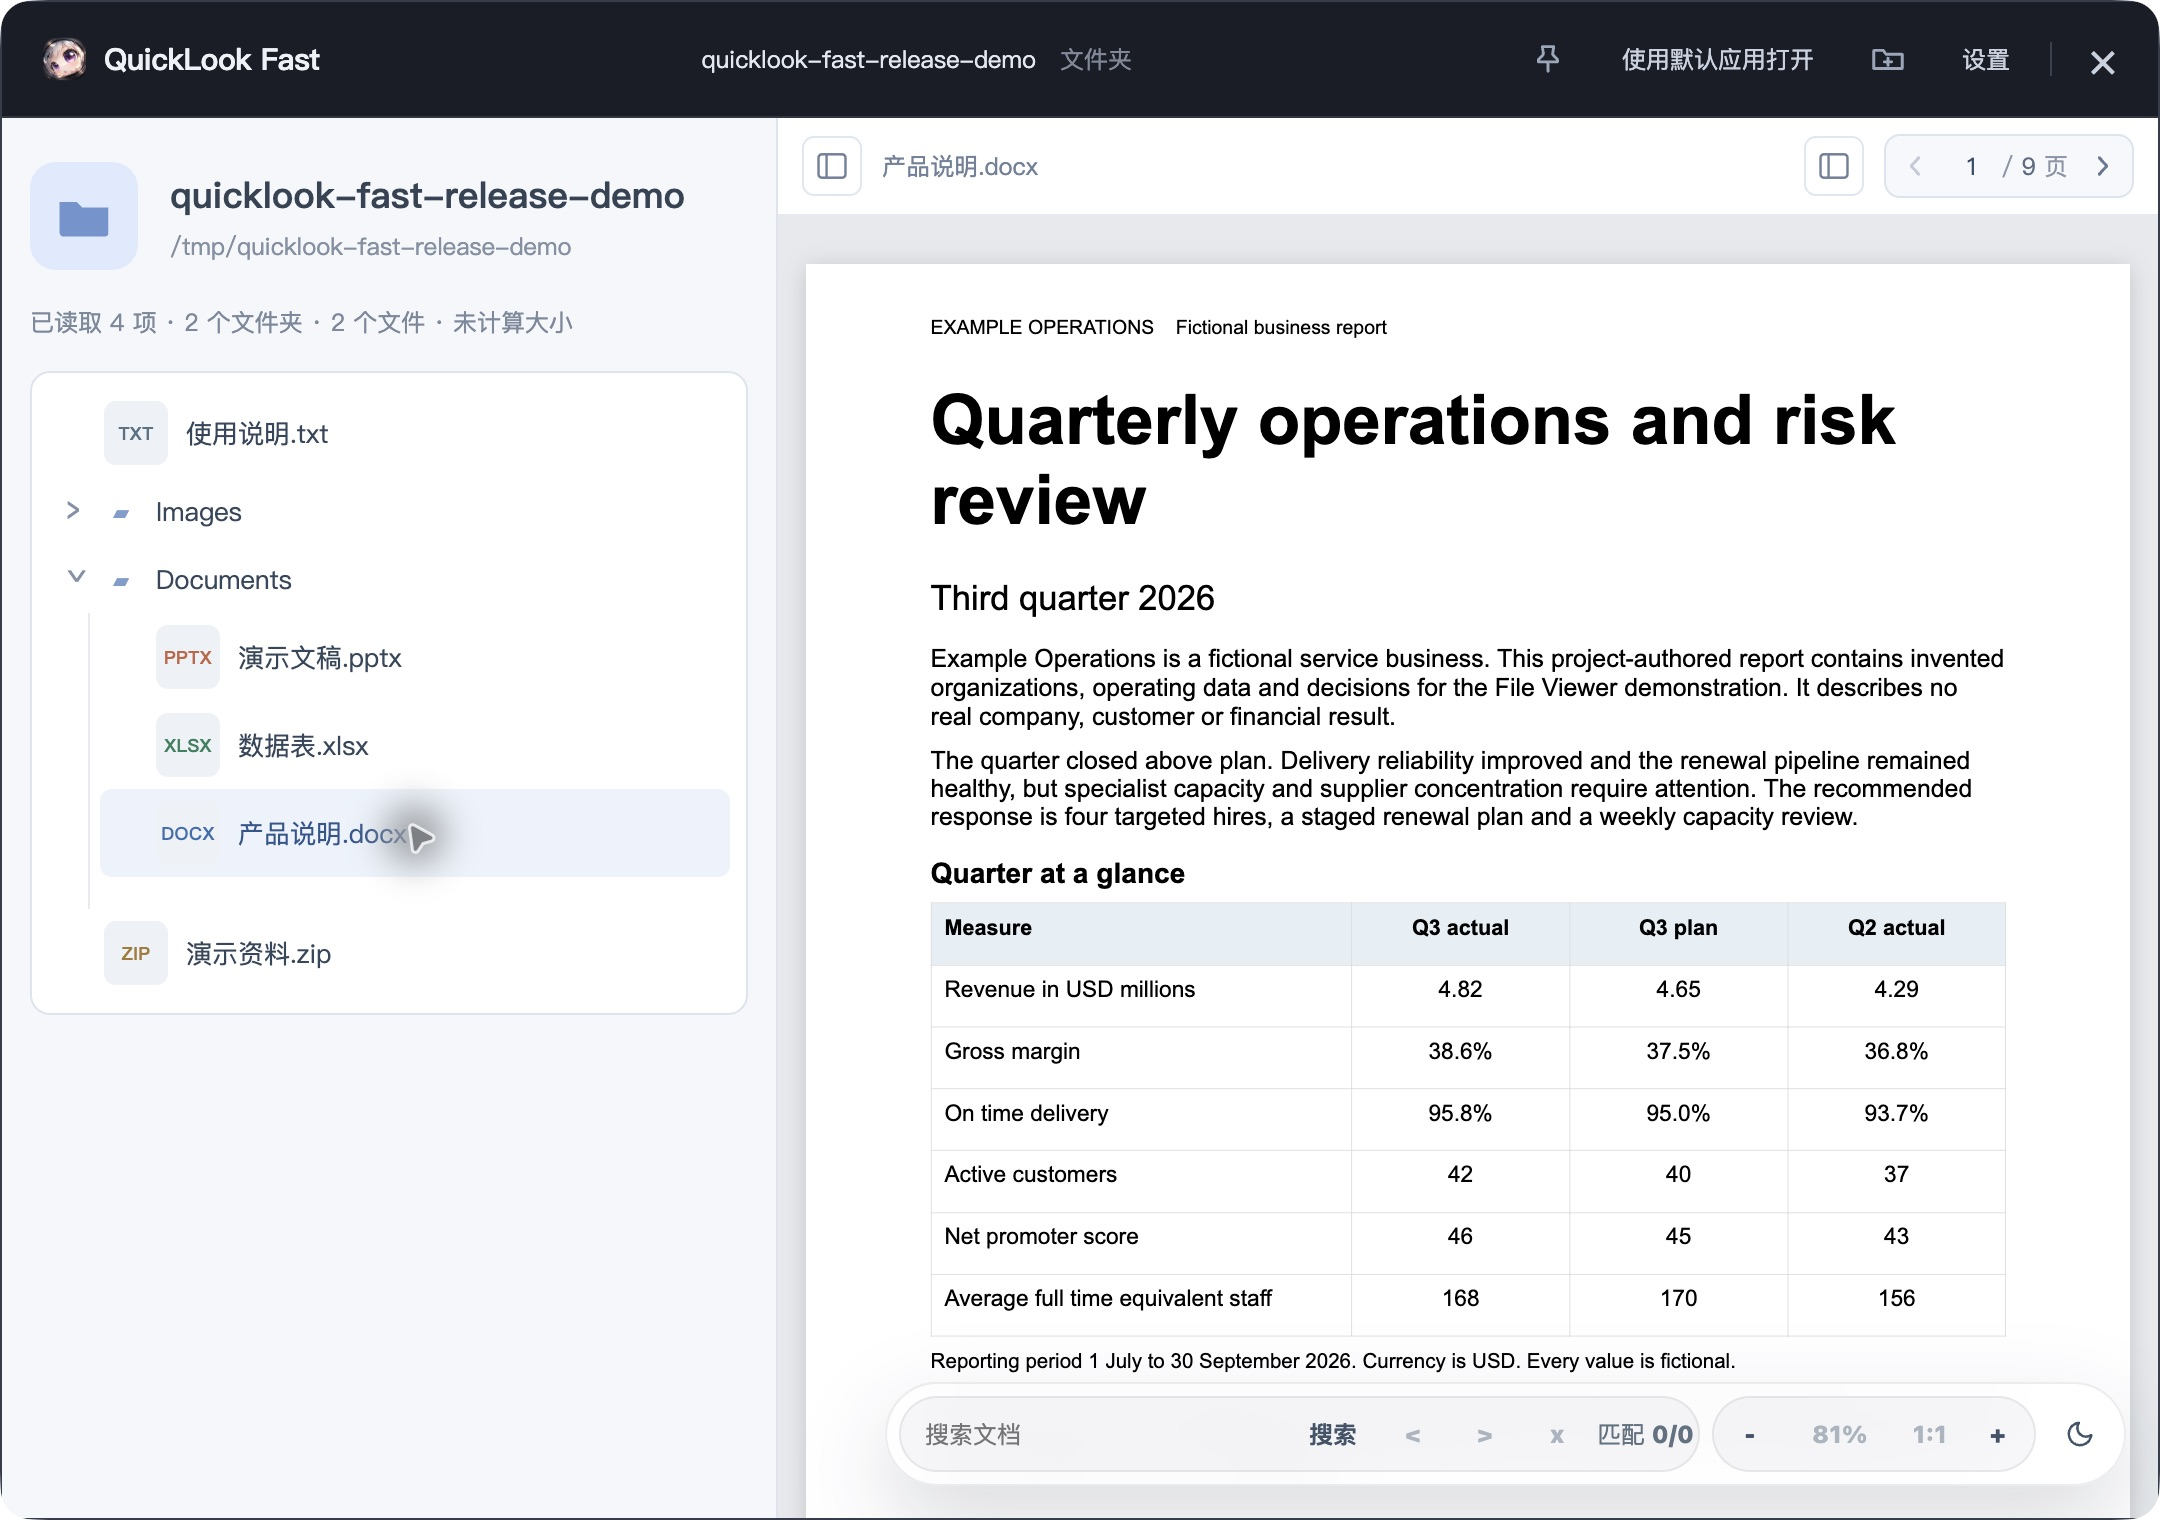 QuickLook Fast
quicklook-fast-release-demo 文件夹
使用默认应用打开
设置
quicklook-fast-release-demo
/tmp/quicklook-fast-release-demo
已读取 4 项 · 2 个文件夹 · 2 个文件 · 未计算大小
TXT 使用说明.txt
Images
Documents
PPTX 演示文稿.pptx
XLSX 数据表.xlsx
DOCX 产品说明.docx
ZIP 演示资料.zip
产品说明.docx
1 / 9 页
EXAMPLE OPERATIONS Fictional business report
Quarterly operations and risk
review
Third quarter 2026
Example Operations is a fictional service business. This project-authored report contains invented
organizations, operating data and decisions for the File Viewer demonstration. It describes no
real company, customer or financial result.
The quarter closed above plan. Delivery reliability improved and the renewal pipeline remained
healthy, but specialist capacity and supplier concentration require attention. The recommended
response is four targeted hires, a staged renewal plan and a weekly capacity review.
Quarter at a glance
Measure Q3 actual Q3 plan Q2 actual
Revenue in USD millions 4.82 4.65 4.29
Gross margin 38.6% 37.5% 36.8%
On time delivery 95.8% 95.0% 93.7%
Active customers 42 40 37
Net promoter score 46 45 43
Average full time equivalent staff 168 170 156
Reporting period 1 July to 30 September 2026. Currency is USD. Every value is fictional.
搜索文档 搜索 < > x 匹配 0/0 - 81% 1:1 +